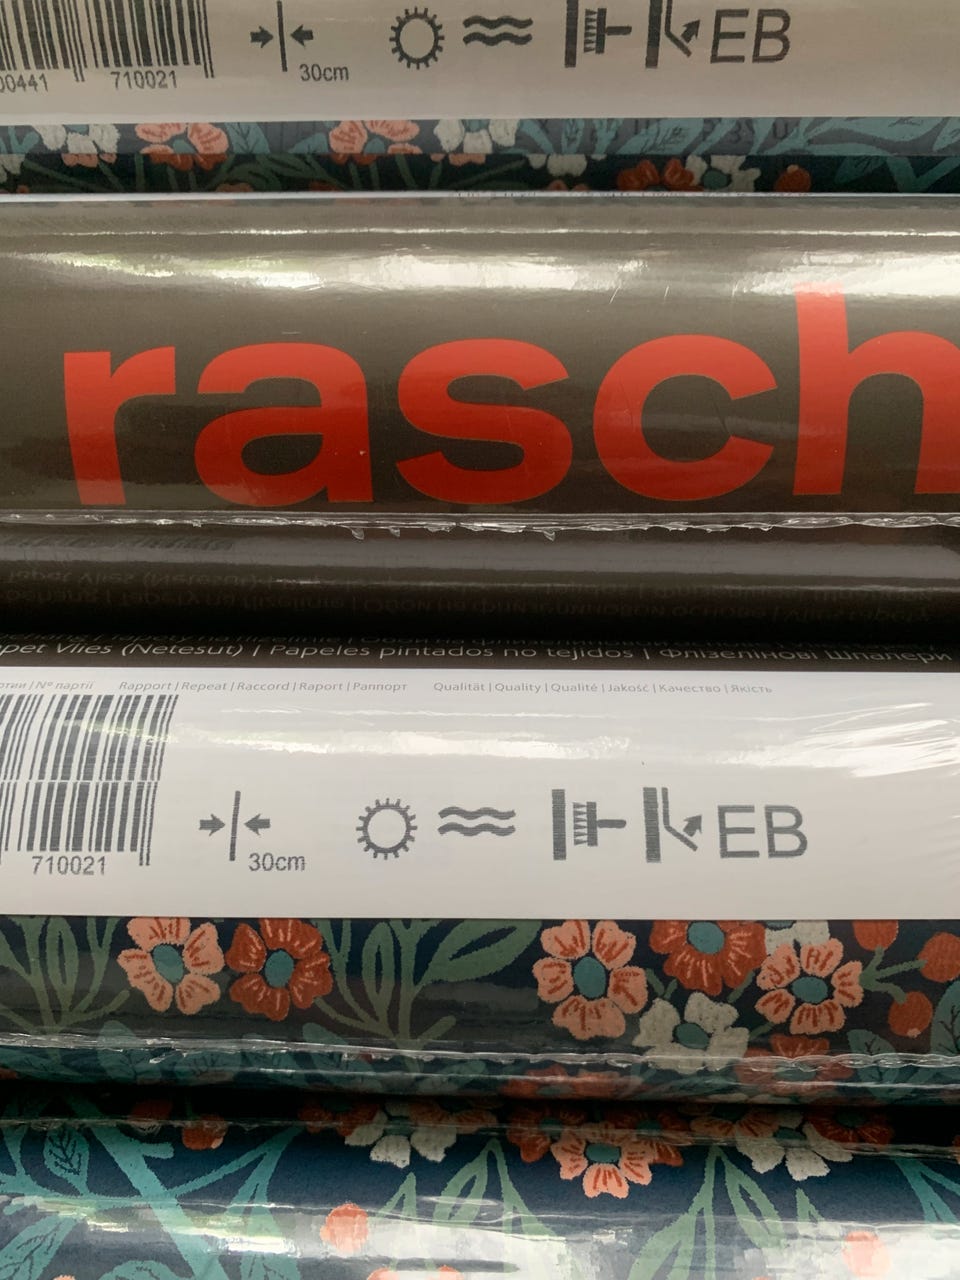 00441
710021
30cm
EB
rasch
pet Vlies (Netesut) | Papeles pintados no tejidos | Флізелінові шпалери
№ партії Rapport | Repeat | Raccord | Raport | Раппорт Qualität | Quality | Qualité | Jakość | Качество | Якість
710021
30cm
EB